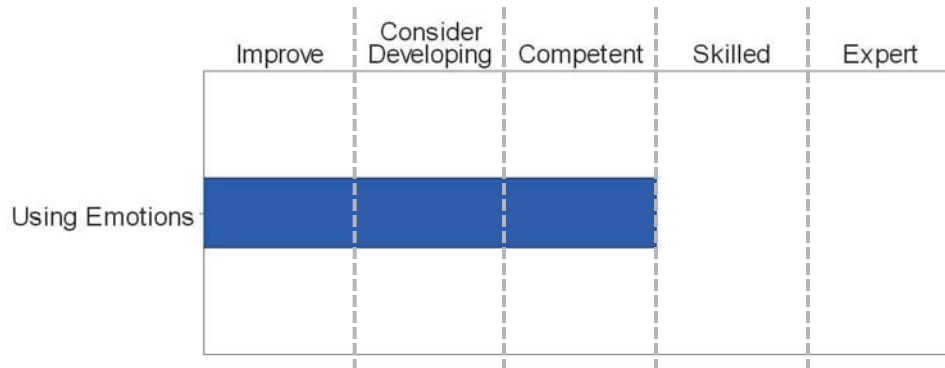 Improve
Consider
Developing
Competent
Skilled
Expert
Using Emotions